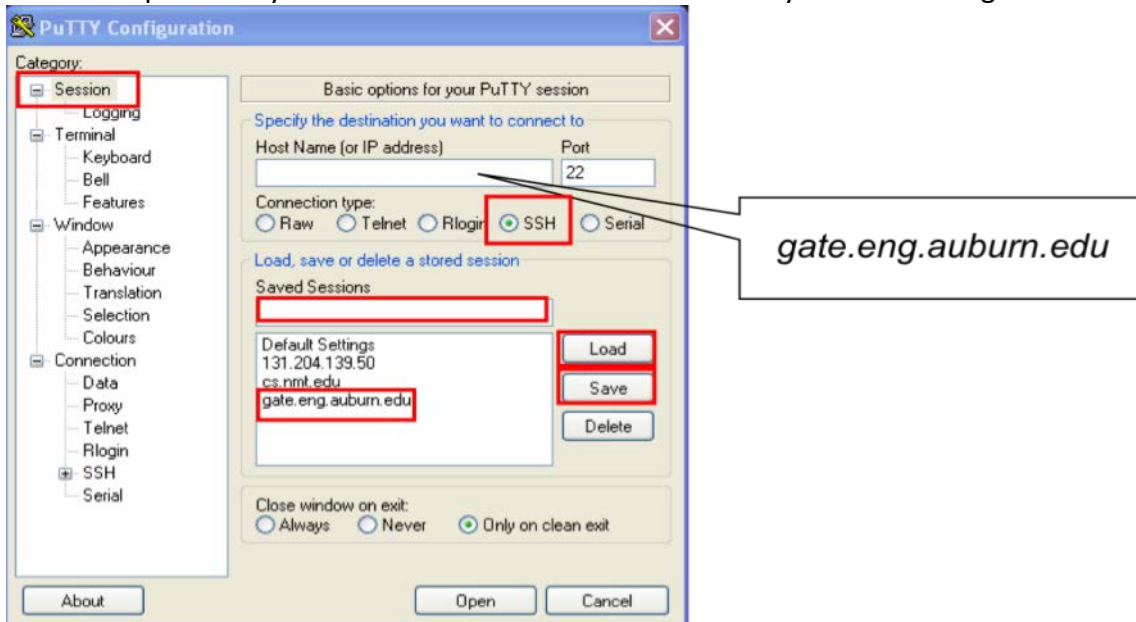 PuTTY Configuration
Category:
Session
Logging
Terminal
Keyboard
Bell
Features
Window
Appearance
Behaviour
Translation
Selection
Colours
Connection
Data
Proxy
Telnet
Rlogin
SSH
Serial
Basic options for your PuTTY session
Specify the destination you want to connect to
Host Name (or IP address) Port
22
Connection type:
Raw Telnet Rlogin SSH Serial
Load, save or delete a stored session
Saved Sessions
Default Settings
131.204.139.50
cs.nmt.edu
gate.eng.auburn.edu
Load
Save
Delete
Close window on exit:
Always Never Only on clean exit
About Open Cancel
gate.eng.auburn.edu